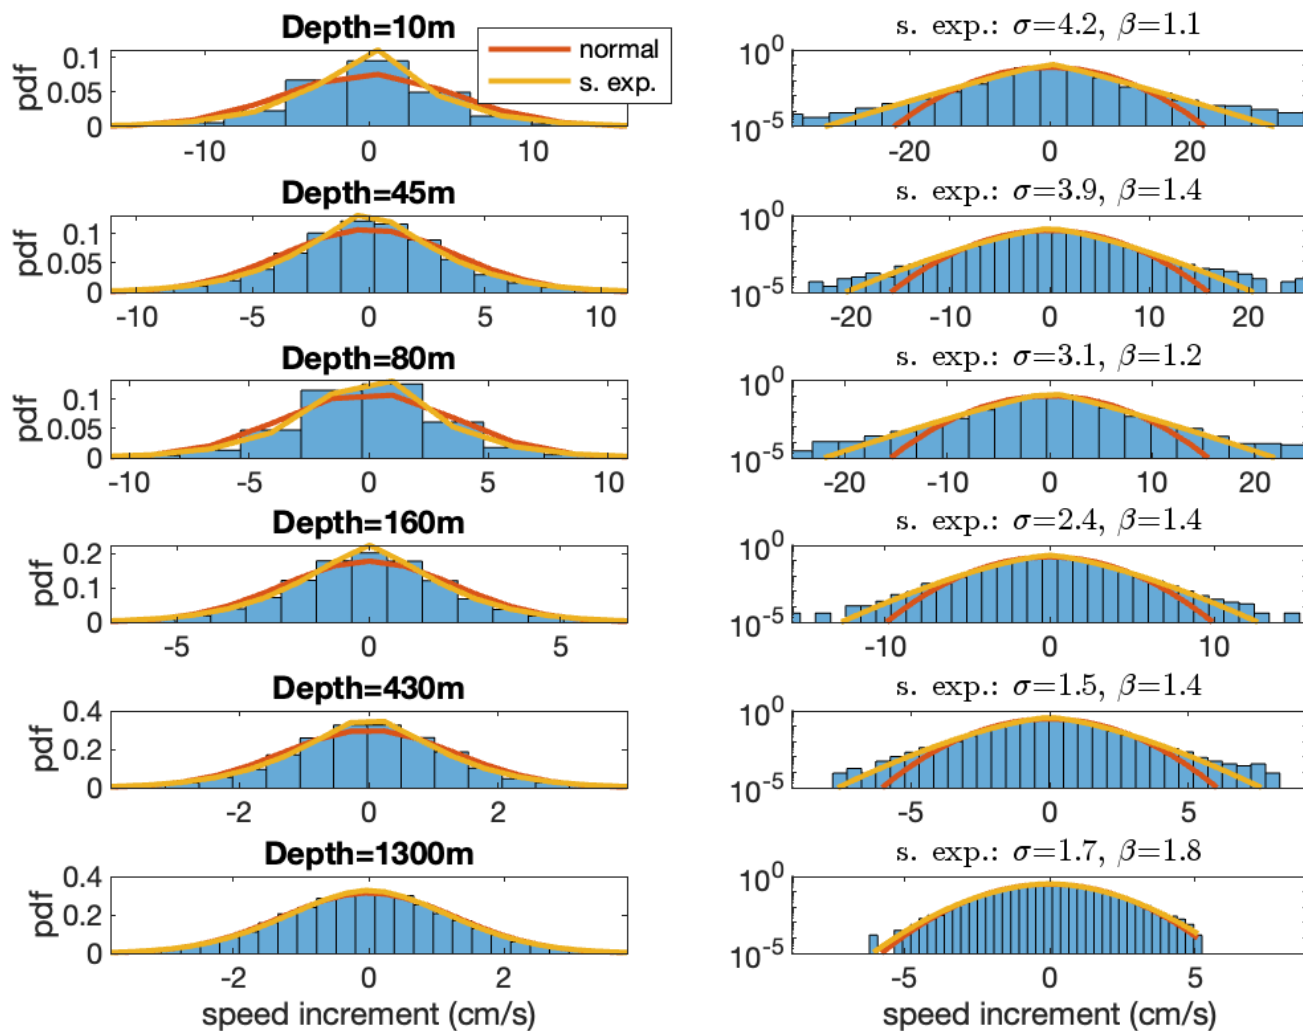 Depth=10m
s. exp.: σ=4.2, β=1.1
normal
s. exp.
pdf
0.1
0.05
0
-10 0 10
10^0
10^-5
-20 0 20
Depth=45m
s. exp.: σ=3.9, β=1.4
pdf
0.1
0.05
0
-10 -5 0 5 10
10^0
10^-5
-20 -10 0 10 20
Depth=80m
s. exp.: σ=3.1, β=1.2
pdf
0.1
0.05
0
-10 -5 0 5 10
10^0
10^-5
-20 -10 0 10 20
Depth=160m
s. exp.: σ=2.4, β=1.4
pdf
0.2
0.1
0
-5 0 5
10^0
10^-5
-10 0 10
Depth=430m
s. exp.: σ=1.5, β=1.4
pdf
0.4
0.2
0
-2 0 2
10^0
10^-5
-5 0 5
Depth=1300m
s. exp.: σ=1.7, β=1.8
pdf
0.4
0.2
0
-2 0 2
10^0
10^-5
-5 0 5
speed increment (cm/s)
speed increment (cm/s)